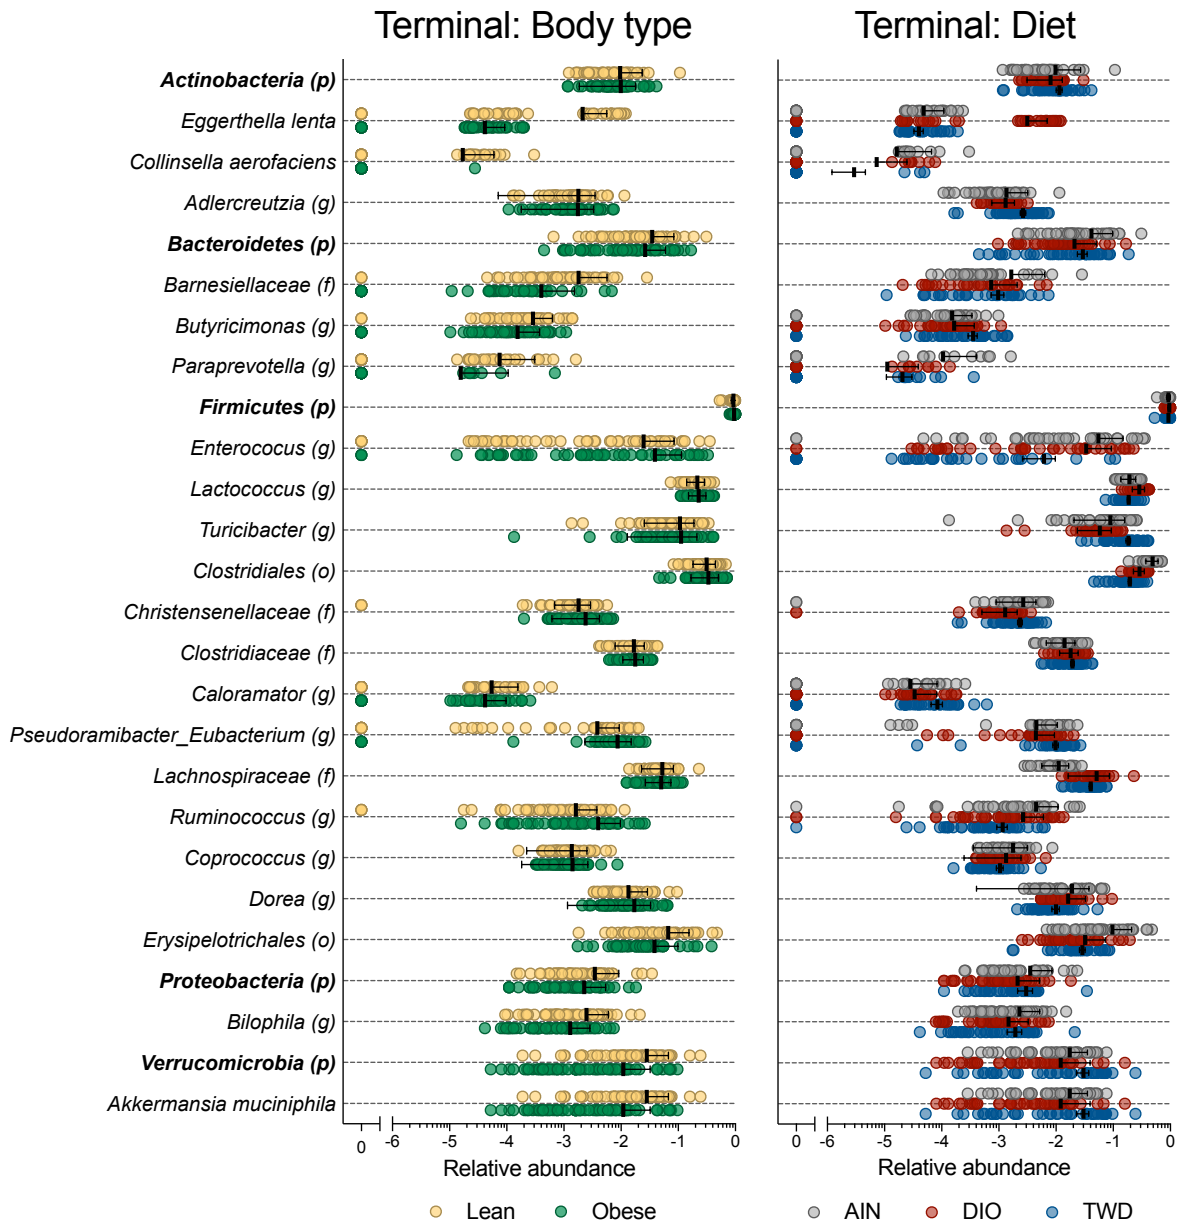 Terminal: Body type
Terminal: Diet
Actinobacteria (p)
Eggerthella lenta
Collinsella aerofaciens
Adlercreutzia (g)
Bacteroidetes (p)
Barnesiellaceae (f)
Butyricimonas (g)
Paraprevotella (g)
Firmicutes (p)
Enterococus (g)
Lactococcus (g)
Turicibacter (g)
Clostridiales (o)
Christensenellaceae (f)
Clostridiaceae (f)
Caloramator (g)
Pseudoramibacter_Eubacterium (g)
Lachnospiraceae (f)
Ruminococcus (g)
Coprococcus (g)
Dorea (g)
Erysipelotrichales (o)
Proteobacteria (p)
Bilophila (g)
Verrucomicrobia (p)
Akkermansia muciniphila
0 -6 -5 -4 -3 -2 -1 0
0 -6 -5 -4 -3 -2 -1 0
Relative abundance
Relative abundance
Lean Obese
AIN DIO TWD